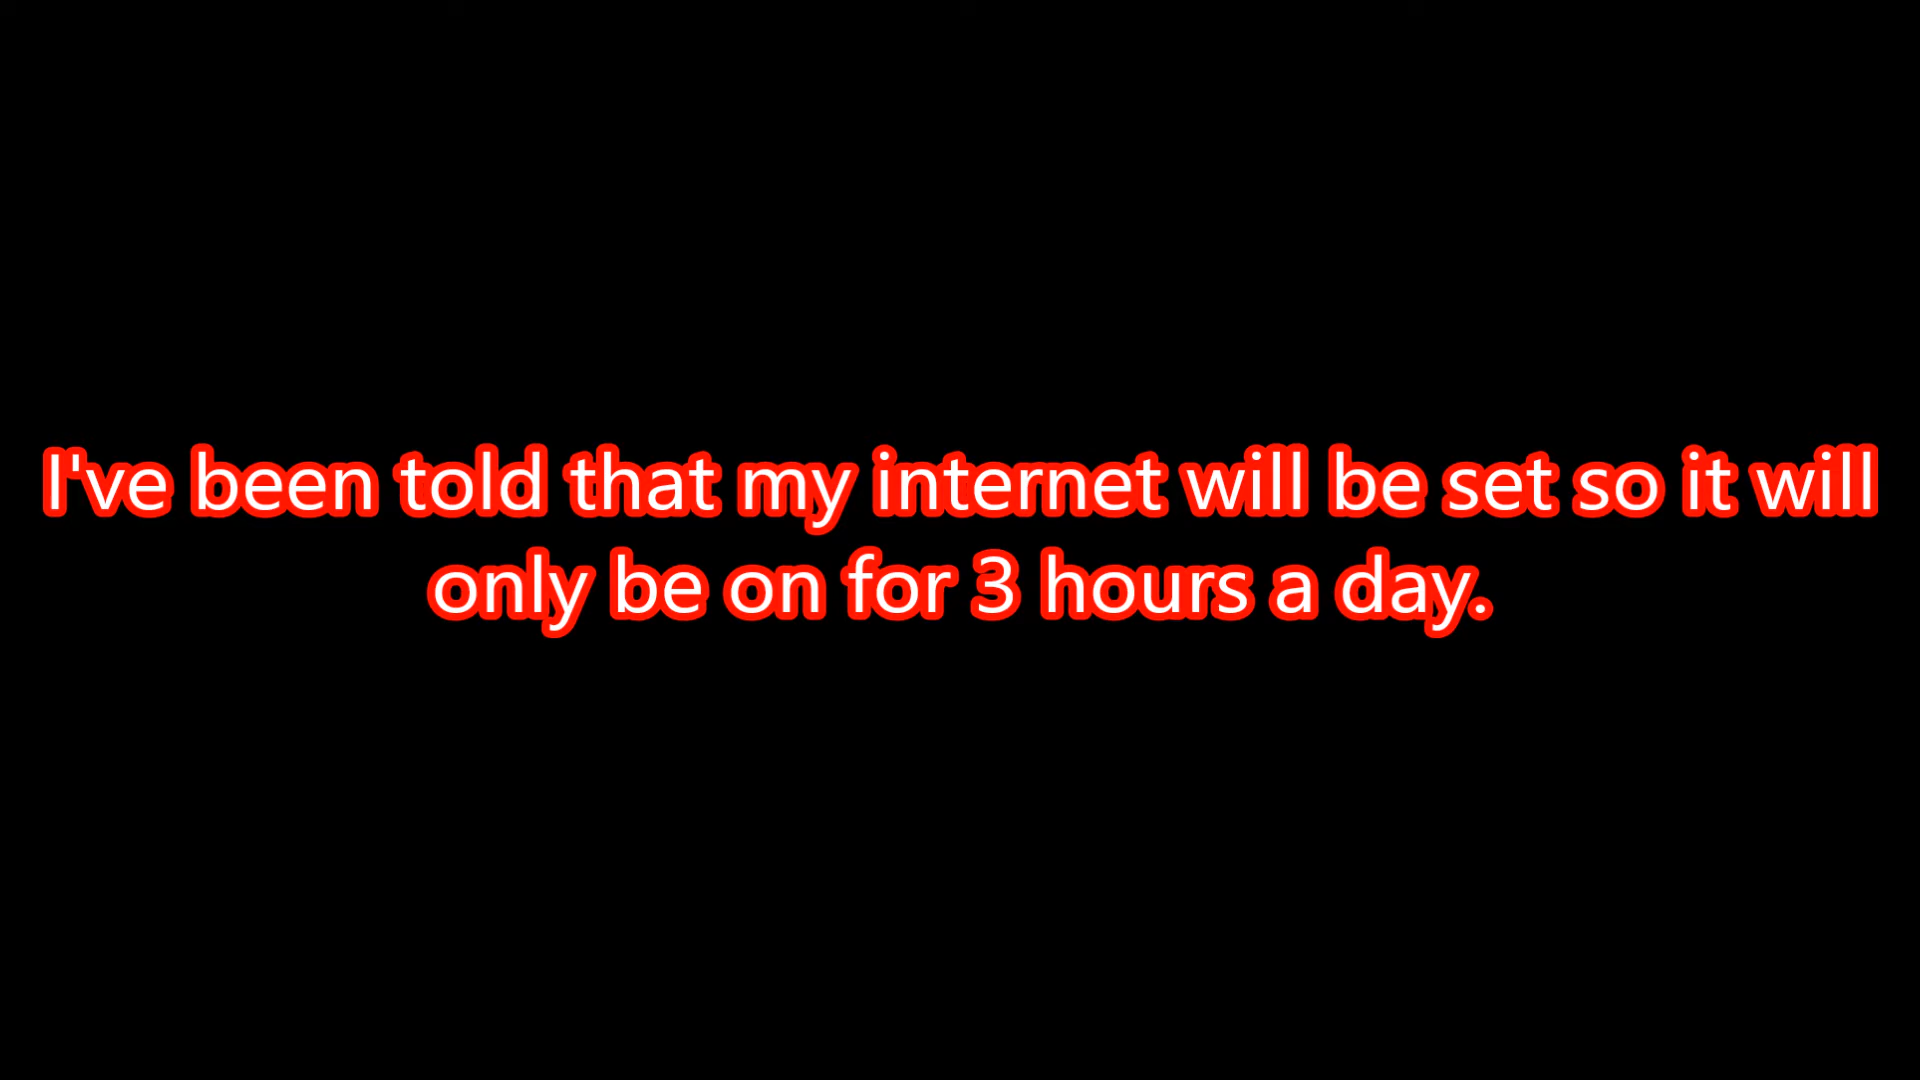 I've been told that my internet will be set so it will
only be on for 3 hours a day.